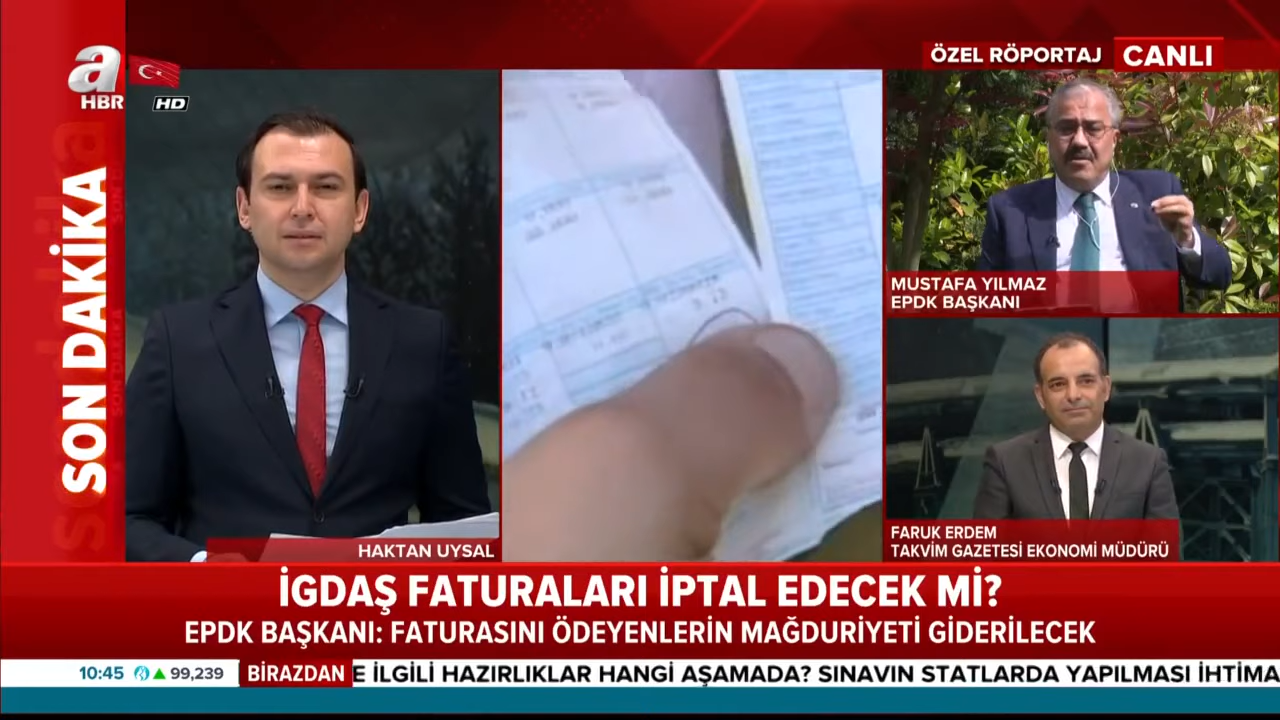 ÖZEL RÖPORTAJ CANLI
a
HBR
HD
SON DAKİKA
MUSTAFA YILMAZ
EPDK BAŞKANI
HAKTAN UYSAL
FARUK ERDEM
TAKVİM GAZETESİ EKONOMİ MÜDÜRÜ
İGDAŞ FATURALARI İPTAL EDECEK Mİ?
EPDK BAŞKANI: FATURASINI ÖDEYENLERİN MAĞDURİYETİ GİDERİLECEK
10:45 99,239 BİRAZDAN E İLGİLİ HAZIRLIKLAR HANGİ AŞAMADA? SINAVIN STATLARDA YAPILMASI İHTİMA